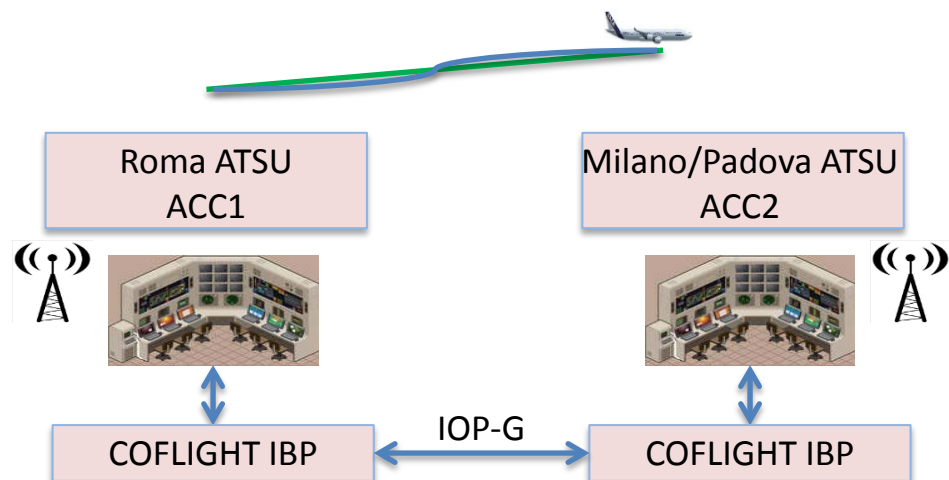 Roma ATSU
ACC1
Milano/Padova ATSU
ACC2
IOP-G
COFLIGHT IBP
COFLIGHT IBP